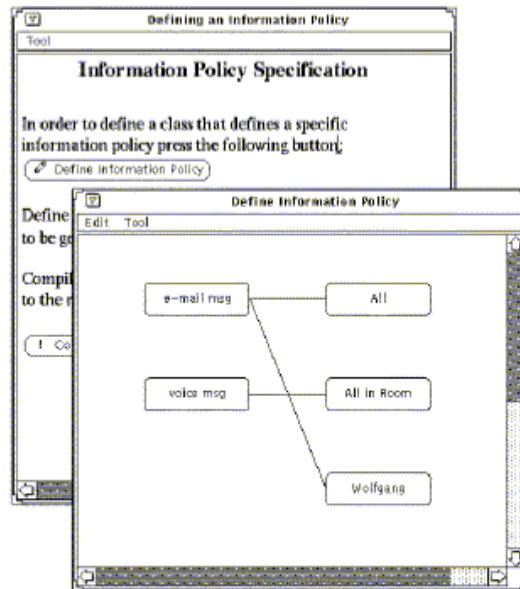 Defining an Information Policy
Tool
Information Policy Specification
In order to define a class that defines a specific
information policy press the following button:
Define Information Policy
Define
to be
Compil
to the r
! Co
Define Information Policy
Edit Tool
e-mail msg
All
voice msg
All in Room
Wolfgang